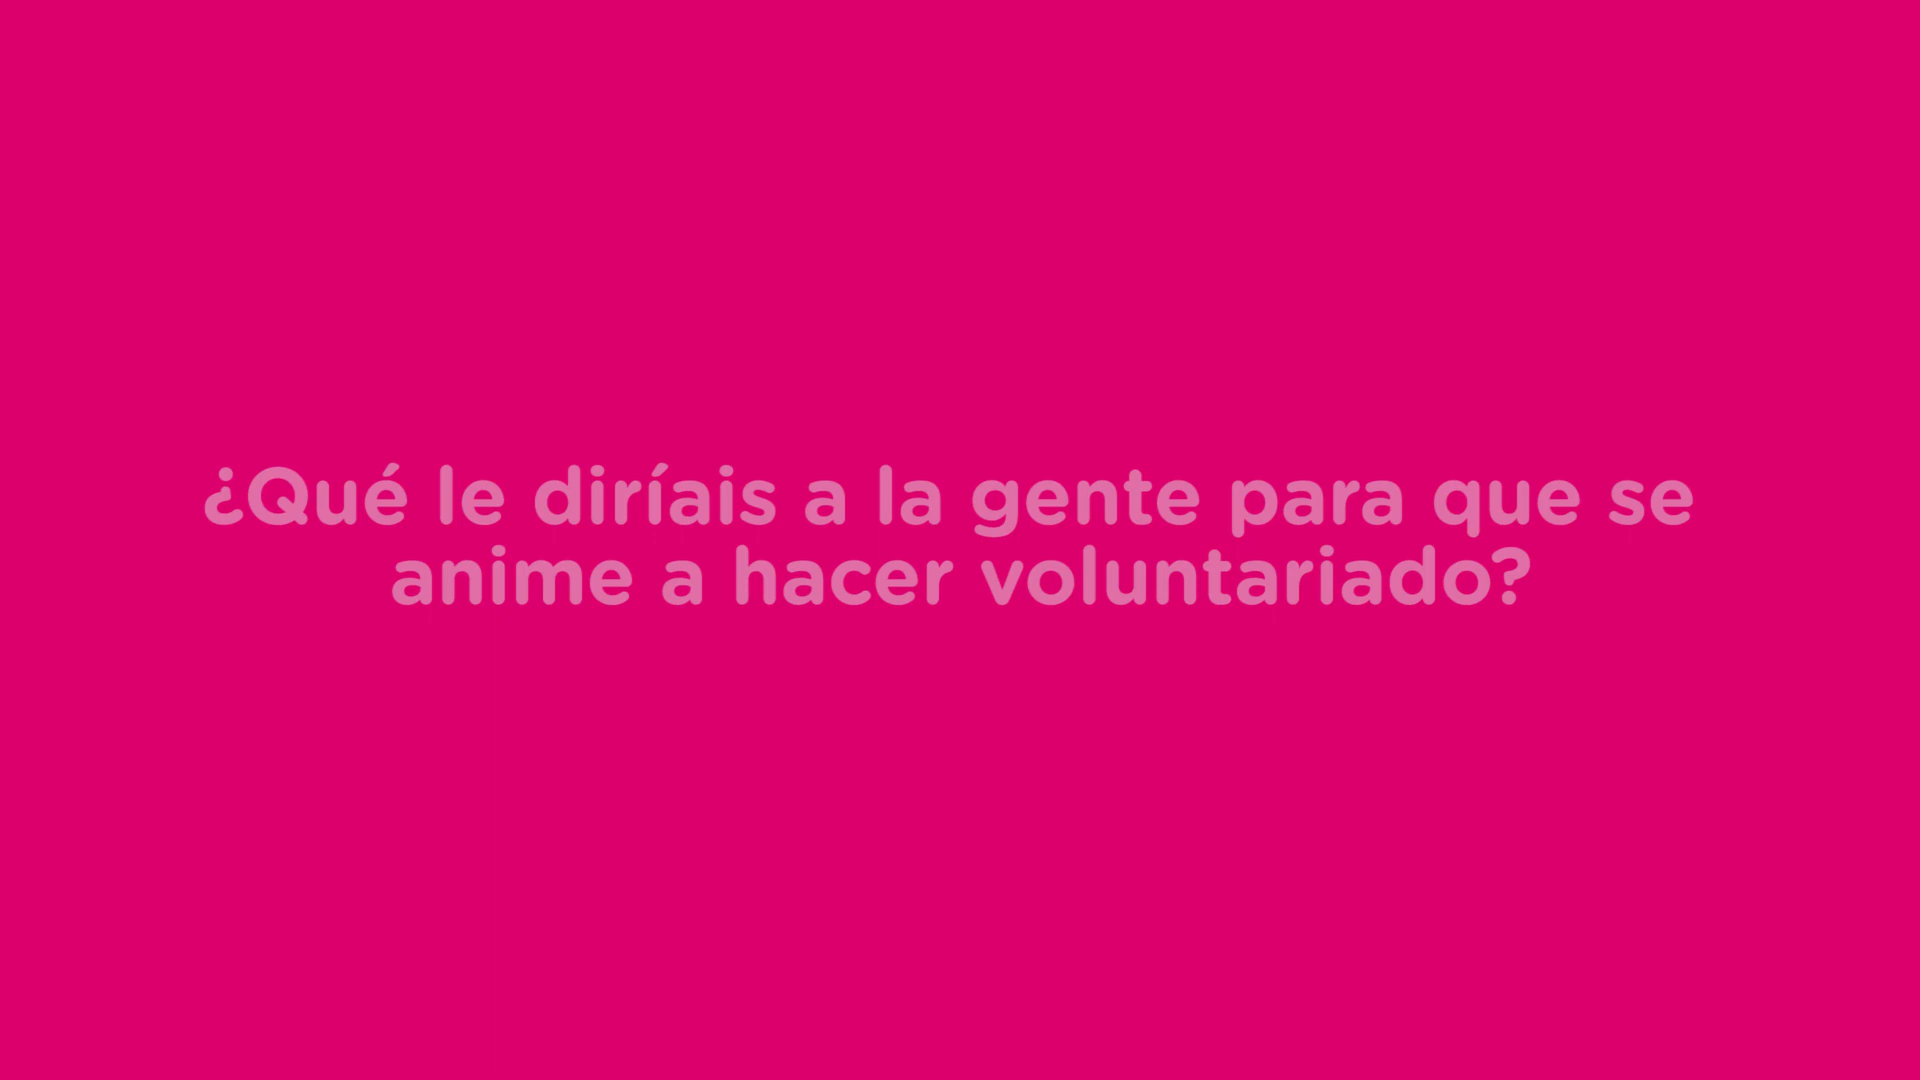 ¿Qué le diríais a la gente para que se
anime a hacer voluntariado?